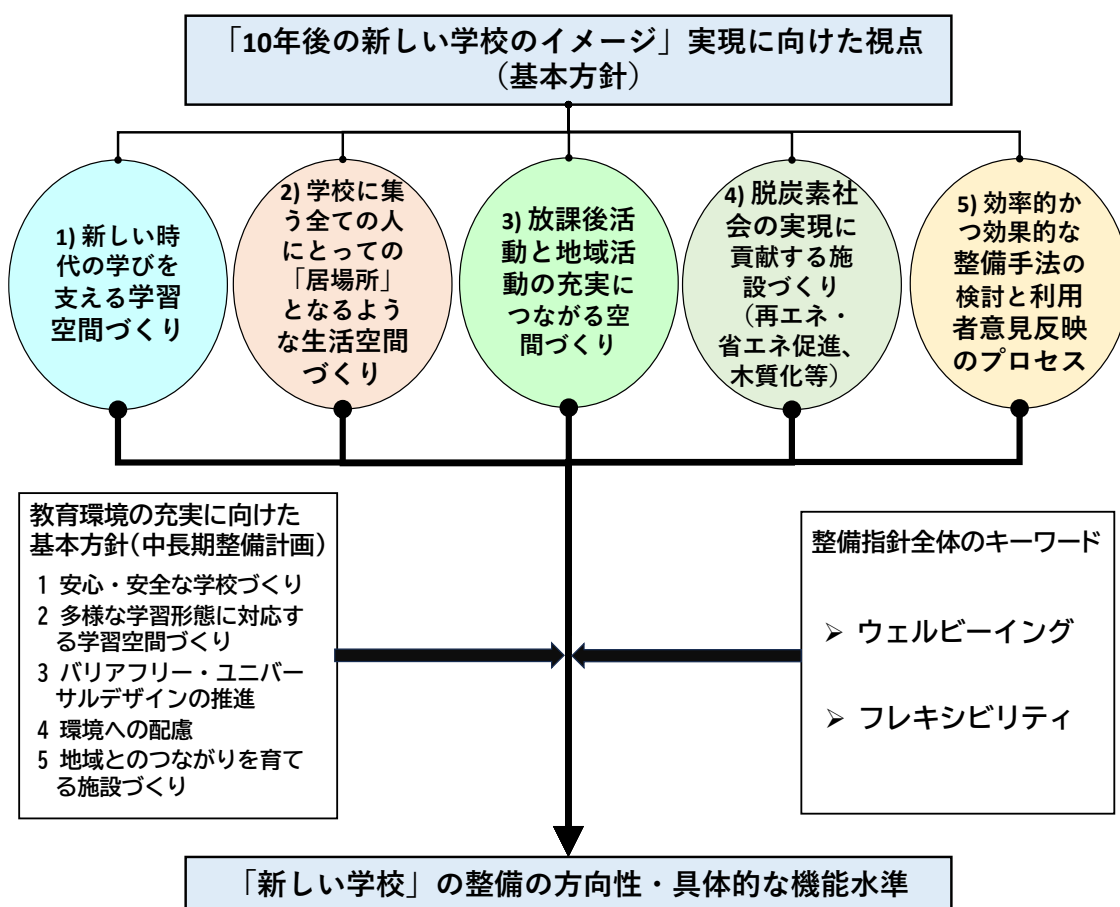 「10年後の新しい学校のイメージ」実現に向けた視点
（基本方針）
1) 新しい時
代の学びを
支える学習
空間づくり
2) 学校に集
う全ての人
にとっての
「居場所」
となるよう
な生活空間
づくり
3) 放課後活
動と地域活
動の充実に
つながる空
間づくり
4) 脱炭素社
会の実現に
貢献する施
設づくり
（再エネ・
省エネ促進、
木質化等）
5) 効率的か
つ効果的な
整備手法の
検討と利用
者意見反映
のプロセス
教育環境の充実に向けた
基本方針（中長期整備計画）
1 安心・安全な学校づくり
2 多様な学習形態に対応す
る学習空間づくり
3 バリアフリー・ユニバー
サルデザインの推進
4 環境への配慮
5 地域とのつながりを育て
る施設づくり
整備指針全体のキーワード
➢ ウェルビーイング
➢ フレキシビリティ
「新しい学校」の整備の方向性・具体的な機能水準